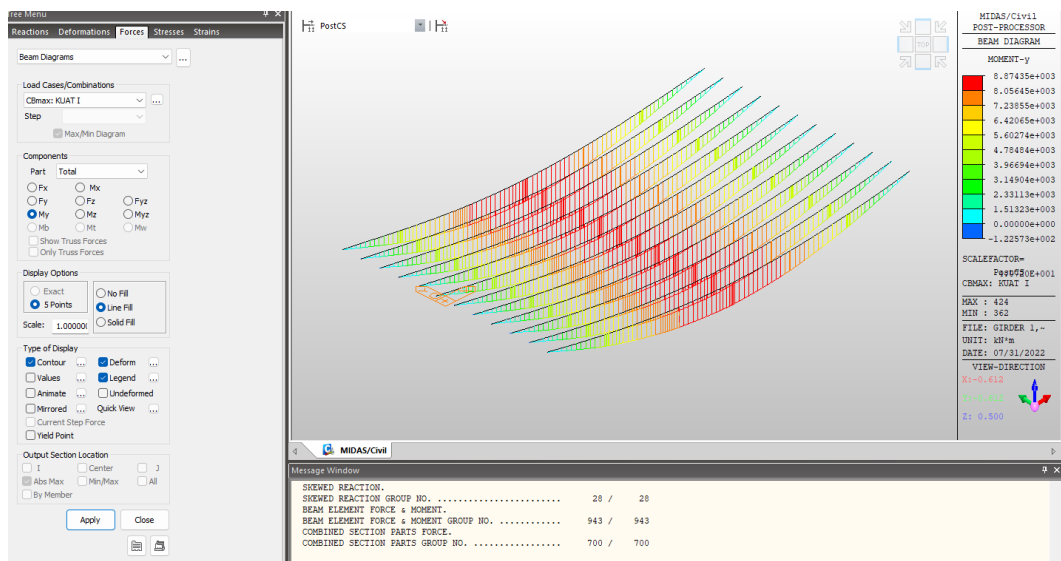 Tree Menu
Reactions Deformations Forces Stresses Strains
Beam Diagrams
...
Load Cases/Combinations
CBmax: KUAT I
...
Step
Max/Min Diagram
Components
Part Total
Fx Mx
Fy Fz Fyz
My Mz Myz
Mb Mt Mw
Show Truss Forces
Only Truss Forces
Display Options
Exact
5 Points
No Fill
Line Fill
Solid Fill
Scale: 1.00000
Type of Display
Contour ... Deform ...
Values ... Legend ...
Animate ... Undeformed
Mirrored ... Quick View ...
Current Step Force
Yield Point
Output Section Location
I Center J
Abs Max Min/Max All
By Member
Apply Close
PostCS
TOP
MIDAS/Civil
POST-PROCESSOR
BEAM DIAGRAM
MOMENT-y
8.87435e+003
8.05645e+003
7.23855e+003
6.42065e+003
5.60274e+003
4.78484e+003
3.96694e+003
3.14904e+003
2.33113e+003
1.51323e+003
0.00000e+000
-1.22573e+002
SCALEFACTOR=
PostCS
E+001
CBMAX: KUAT I
MAX : 424
MIN : 362
FILE: GIRDER 1,~
UNIT: kN*m
DATE: 07/31/2022
VIEW-DIRECTION
X:-0.612
Z: 0.500
MIDAS/Civil
Message Window
SKEWED REACTION.
SKEWED REACTION GROUP NO. ........................ 28 / 28
BEAM ELEMENT FORCE & MOMENT.
BEAM ELEMENT FORCE & MOMENT GROUP NO. ............ 943 / 943
COMBINED SECTION PARTS FORCE.
COMBINED SECTION PARTS GROUP NO. ................. 700 / 700